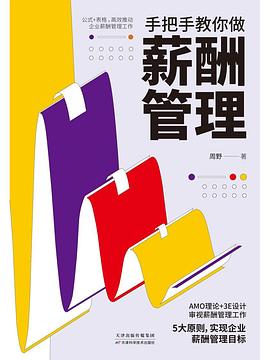 公式+表格,高效推动
企业薪酬管理工作
手把手教你做
薪酬
管理
周野 著
AMO理论+3E设计
审视薪酬管理工作
5大原则,实现企业
薪酬管理目标
天津出版传媒集团
天津科学技术出版社